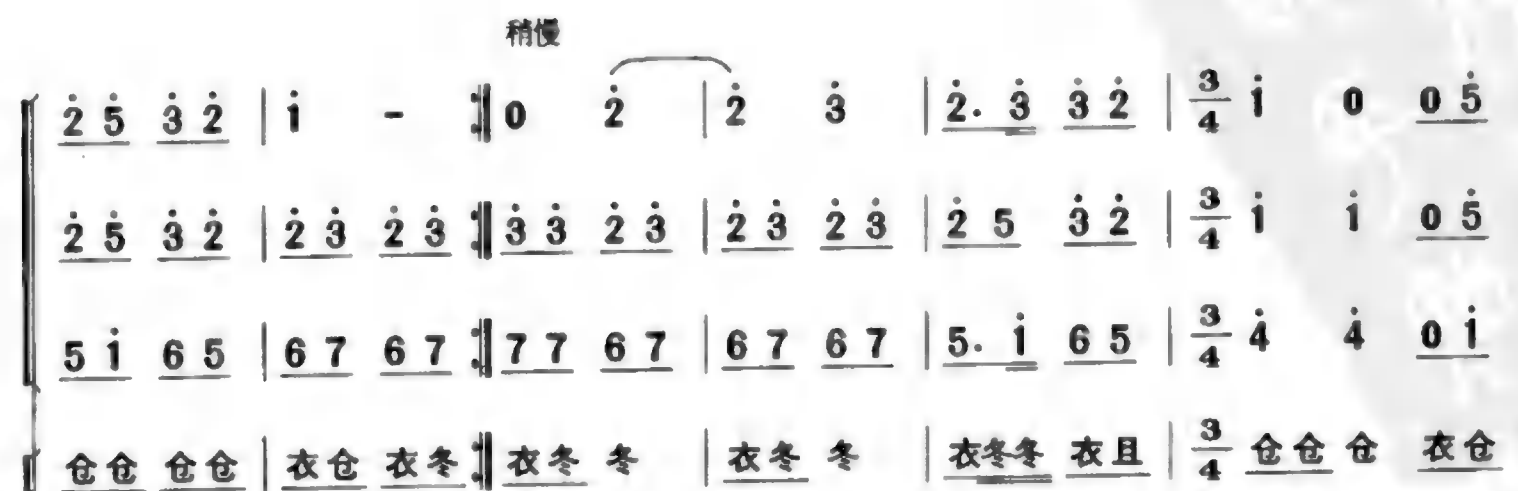 稍慢
2̇ 5̇ 3̇ 2̇ | 1̇ - :‖ 0 2̇ | 2̇ 3̇ | 2̇. 3̇ 3̇ 2̇ | 3/4 1̇ 0 0 5̇
2̇ 5̇ 3̇ 2̇ | 2̇ 3̇ 2̇ 3̇ :‖ 3̇ 3̇ 2̇ 3̇ | 2̇ 3̇ 2̇ 3̇ | 2̇ 5 3̇ 2̇ | 3/4 1̇ 1̇ 0 5̇
5 1̇ 6 5 | 6 7 6 7 :‖ 7 7 6 7 | 6 7 6 7 | 5. 1̇ 6 5 | 3/4 4̇ 4̇ 0 1̇
仓仓 仓仓 | 衣仓 衣冬 :‖ 衣冬 冬 | 衣冬 冬 | 衣冬冬 衣且 | 3/4 仓仓 仓 衣仓